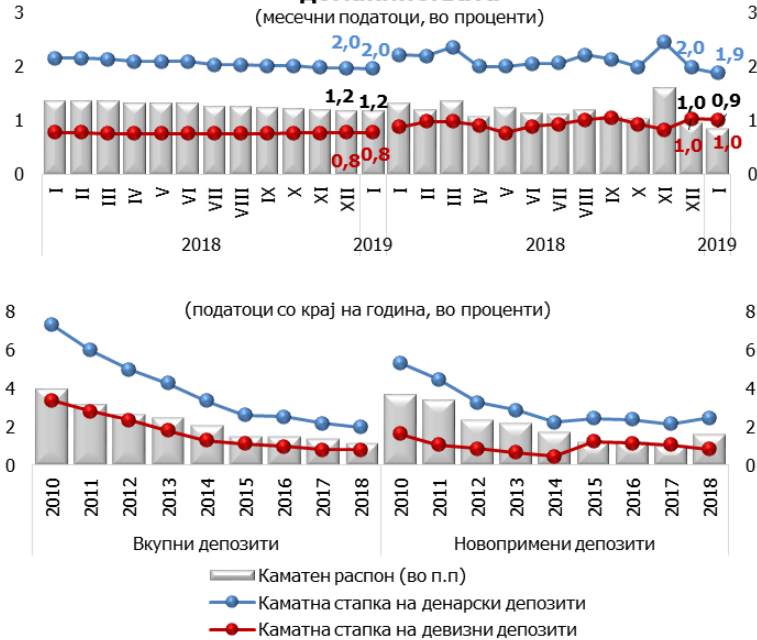 (месечни податоци, во проценти)
3 3
2 2
1 1
0 0
2,0 2,0 2,0 1,9
1,2 1,2 1,0 0,9
0,8 0,8 1,0 1,0
I II III IV V VI VII VIII IX X XI XII I I II III IV V VI VII VIII IX X XI XII I
2018 2019 2018 2019
(податоци со крај на година, во проценти)
8 8
6 6
4 4
2 2
0 0
2010 2011 2012 2013 2014 2015 2016 2017 2018 2010 2011 2012 2013 2014 2015 2016 2017 2018
Вкупни депозити Новопримени депозити
Каматен распон (во п.п)
Каматна стапка на денарски депозити
Каматна стапка на девизни депозити